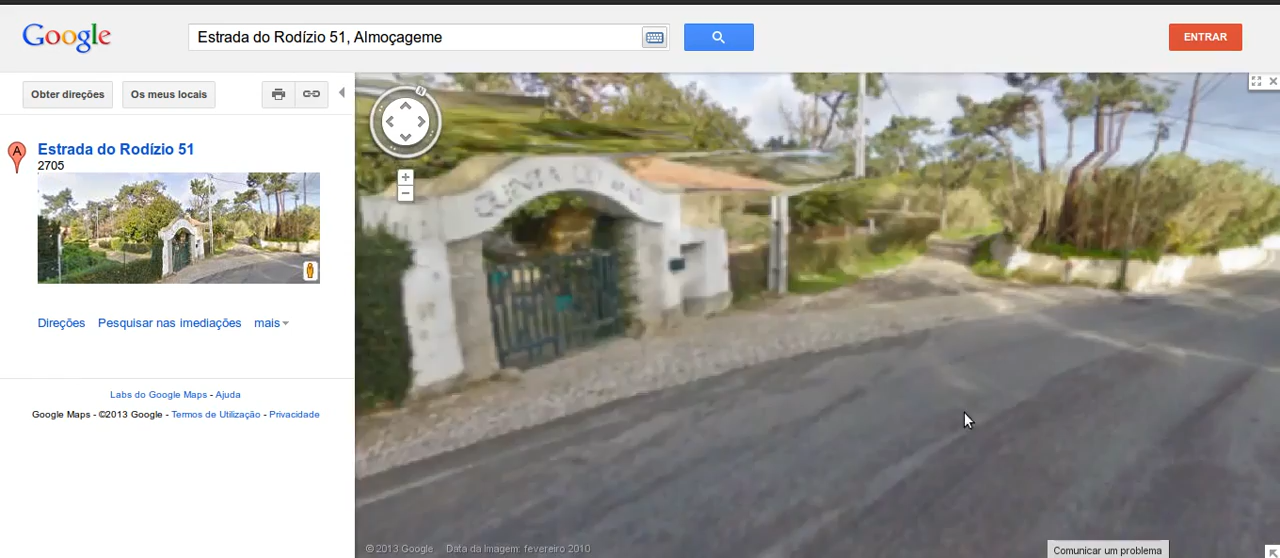 Google
Estrada do Rodízio 51, Almoçageme
ENTRAR
Obter direções
Os meus locais
A
Estrada do Rodízio 51
2705
Direções Pesquisar nas imediações mais
Labs do Google Maps - Ajuda
Google Maps - ©2013 Google - Termos de Utilização - Privacidade
N
+
−
QUINTA
© 2013 Google Data da Imagem: fevereiro 2010
Comunicar um problema